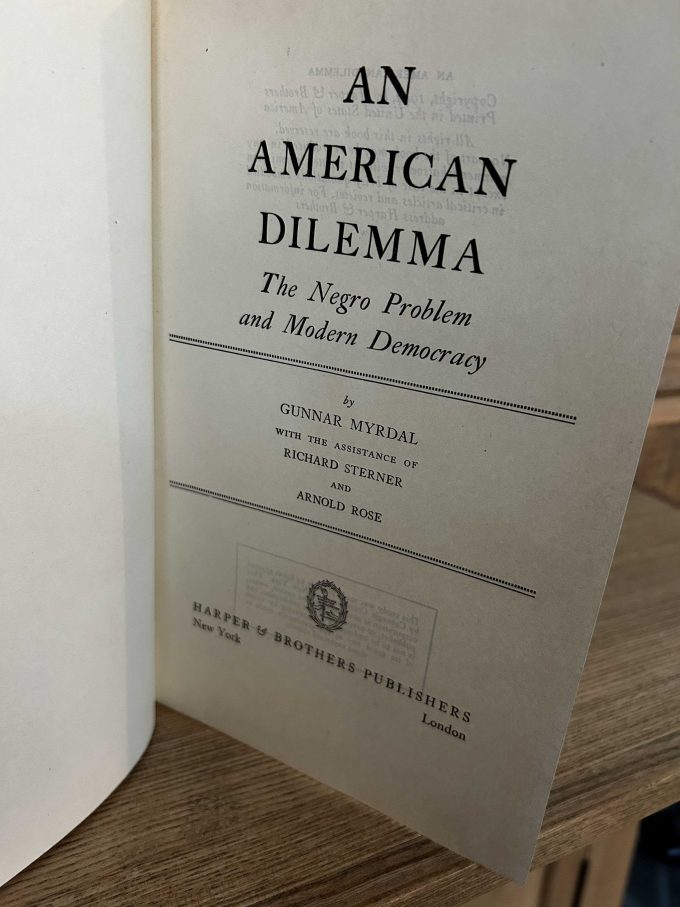 AN
AMERICAN
DILEMMA
The Negro Problem
and Modern Democracy
by
GUNNAR MYRDAL
WITH THE ASSISTANCE OF
RICHARD STERNER
AND
ARNOLD ROSE
HARPER & BROTHERS PUBLISHERS
New York
London